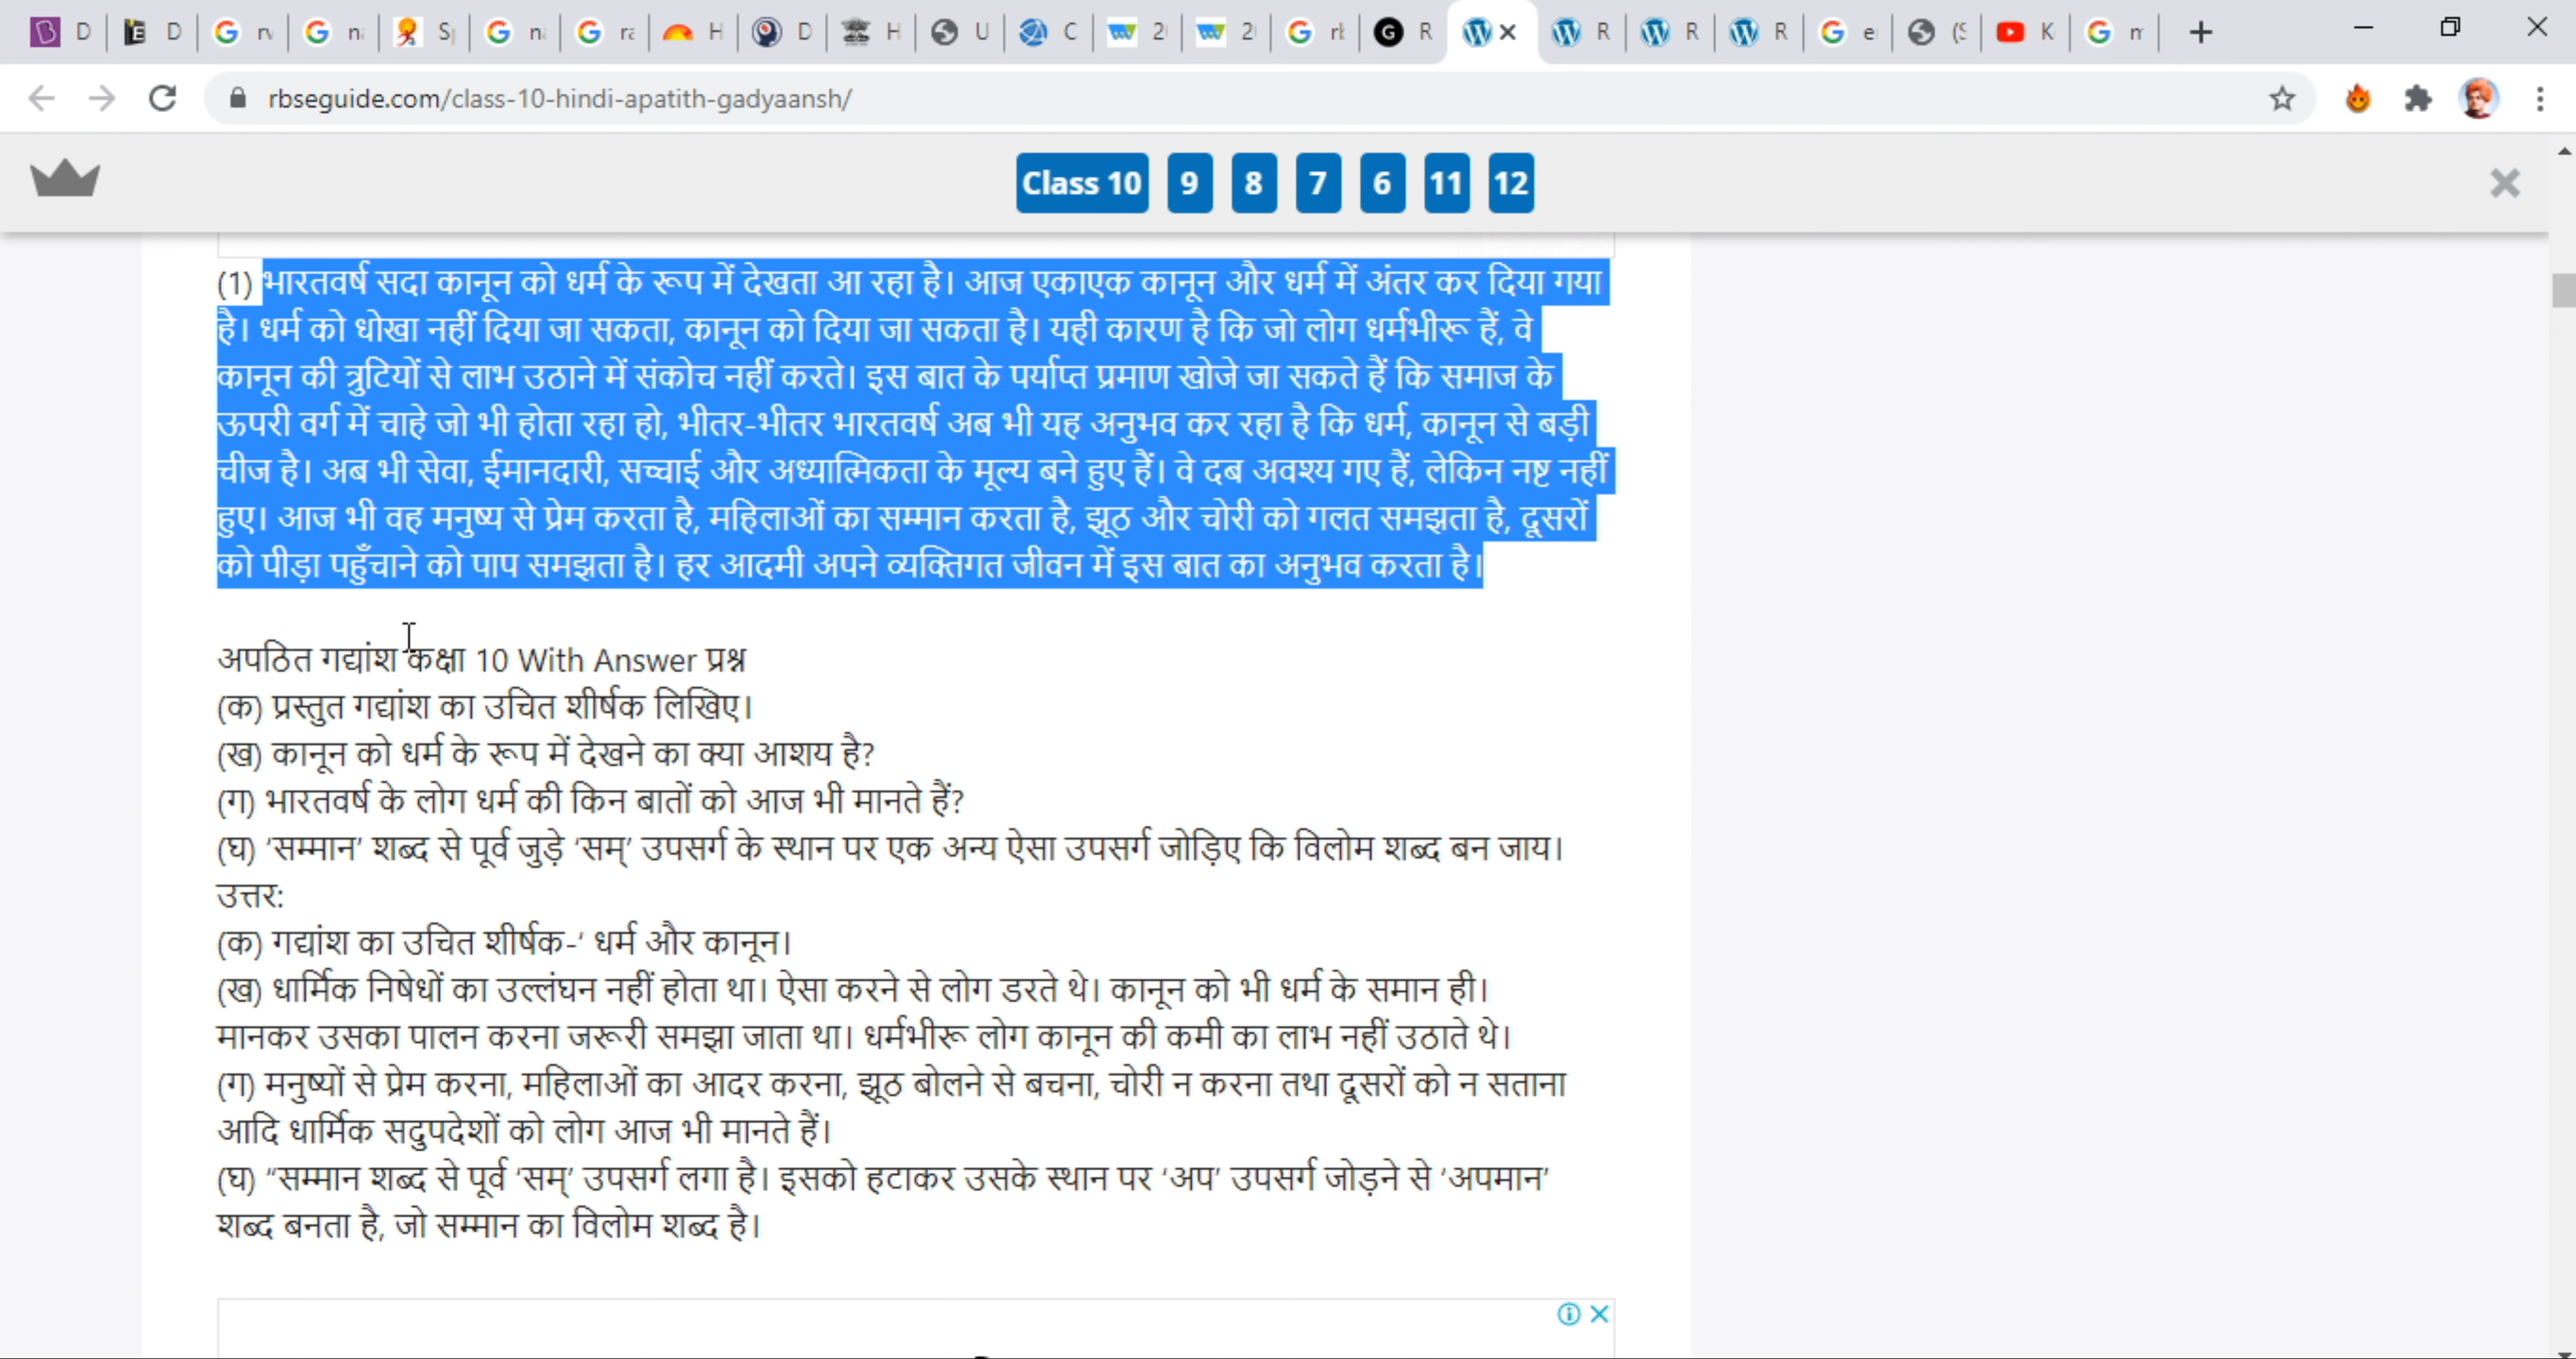 D
D
rv
n
S
n
ra
H
D
H
U
C
2
2
rl
R
R
R
R
e
(S
K
m
rbseguide.com/class-10-hindi-apatith-gadyaansh/
Class 10 9 8 7 6 11 12
(1) भारतवर्ष सदा कानून को धर्म के रूप में देखता आ रहा है। आज एकाएक कानून और धर्म में अंतर कर दिया गया
है। धर्म को धोखा नहीं दिया जा सकता, कानून को दिया जा सकता है। यही कारण है कि जो लोग धर्मभीरू हैं, वे
कानून की त्रुटियों से लाभ उठाने में संकोच नहीं करते। इस बात के पर्याप्त प्रमाण खोजे जा सकते हैं कि समाज के
ऊपरी वर्ग में चाहे जो भी होता रहा हो, भीतर-भीतर भारतवर्ष अब भी यह अनुभव कर रहा है कि धर्म, कानून से बड़ी
चीज है। अब भी सेवा, ईमानदारी, सच्चाई और अध्यात्मिकता के मूल्य बने हुए हैं। वे दब अवश्य गए हैं, लेकिन नष्ट नहीं
हुए। आज भी वह मनुष्य से प्रेम करता है, महिलाओं का सम्मान करता है, झूठ और चोरी को गलत समझता है, दूसरों
को पीड़ा पहुँचाने को पाप समझता है। हर आदमी अपने व्यक्तिगत जीवन में इस बात का अनुभव करता है।
अपठित गद्यांश कक्षा 10 With Answer प्रश्न
(क) प्रस्तुत गद्यांश का उचित शीर्षक लिखिए।
(ख) कानून को धर्म के रूप में देखने का क्या आशय है?
(ग) भारतवर्ष के लोग धर्म की किन बातों को आज भी मानते हैं?
(घ) ‘सम्मान’ शब्द से पूर्व जुड़े ‘सम्’ उपसर्ग के स्थान पर एक अन्य ऐसा उपसर्ग जोड़िए कि विलोम शब्द बन जाय।
उत्तर:
(क) गद्यांश का उचित शीर्षक-‘ धर्म और कानून।
(ख) धार्मिक निषेधों का उल्लंघन नहीं होता था। ऐसा करने से लोग डरते थे। कानून को भी धर्म के समान ही।
मानकर उसका पालन करना जरूरी समझा जाता था। धर्मभीरू लोग कानून की कमी का लाभ नहीं उठाते थे।
(ग) मनुष्यों से प्रेम करना, महिलाओं का आदर करना, झूठ बोलने से बचना, चोरी न करना तथा दूसरों को न सताना
आदि धार्मिक सदुपदेशों को लोग आज भी मानते हैं।
(घ) “सम्मान शब्द से पूर्व ‘सम्’ उपसर्ग लगा है। इसको हटाकर उसके स्थान पर ‘अप’ उपसर्ग जोड़ने से ‘अपमान’
शब्द बनता है, जो सम्मान का विलोम शब्द है।